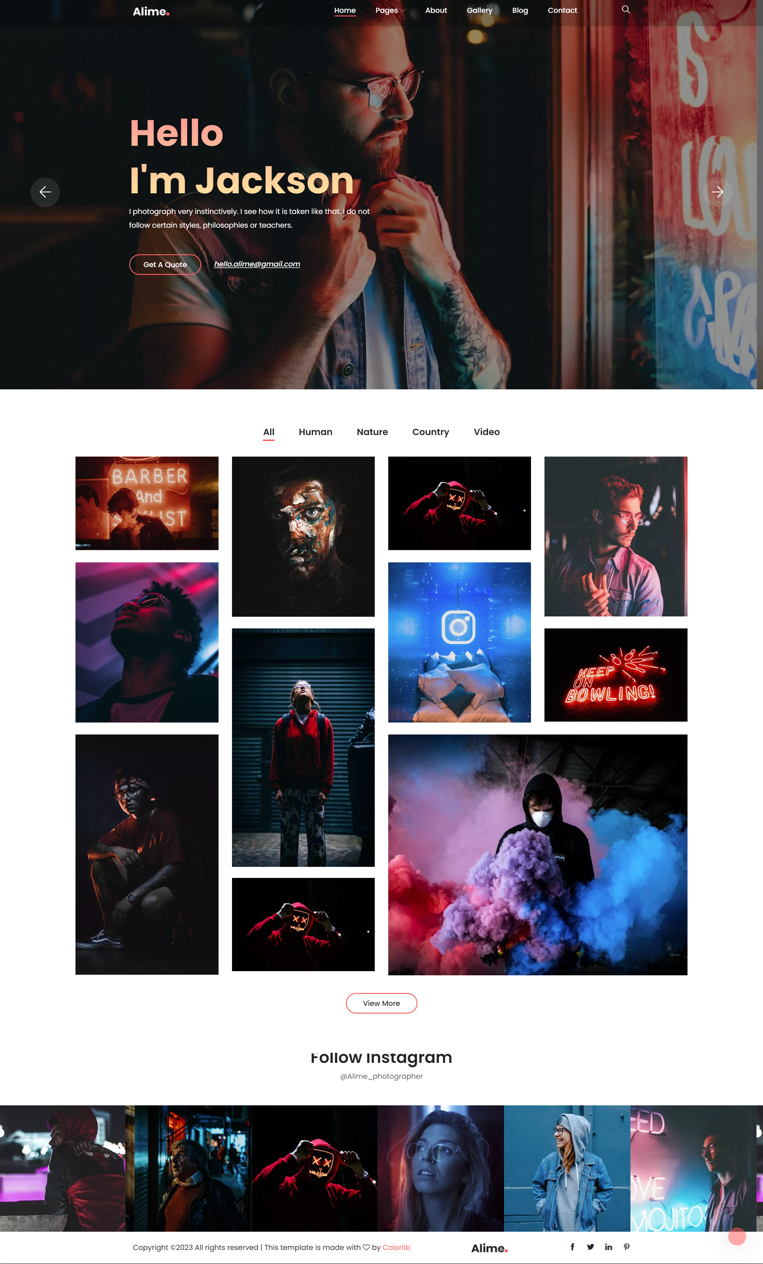 Alime.
Home Pages About Gallery Blog Contact
Hello
I'm Jackson
I photograph very instinctively. I see how it is taken like that. I do not
follow certain styles, philosophies or teachers.
Get A Quote hello.alime@gmail.com
All Human Nature Country Video
BARBER
And
KEEP
ON
BOWLING!
View More
Follow Instagram
@Alime_photographer
Copyright ©2023 All rights reserved | This template is made with ♡ by Colorlib
Alime.